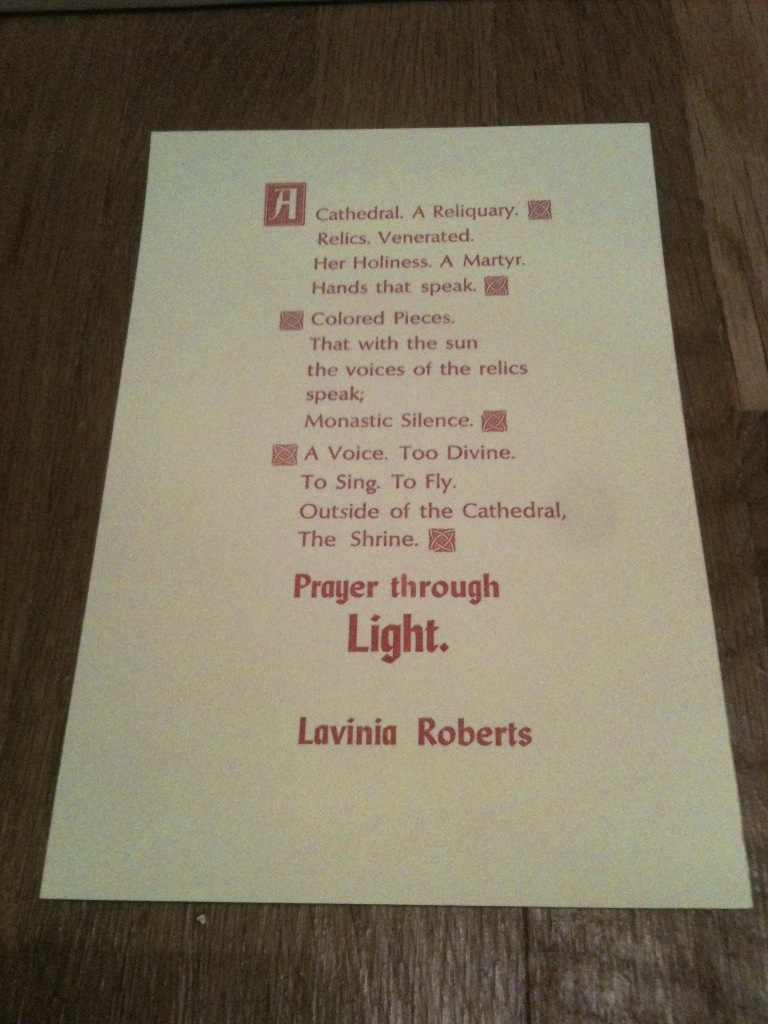 A Cathedral. A Reliquary.
Relics. Venerated.
Her Holiness. A Martyr.
Hands that speak.
Colored Pieces.
That with the sun
the voices of the relics
speak;
Monastic Silence.
A Voice. Too Divine.
To Sing. To Fly.
Outside of the Cathedral,
The Shrine.
Prayer through
Light.
Lavinia Roberts